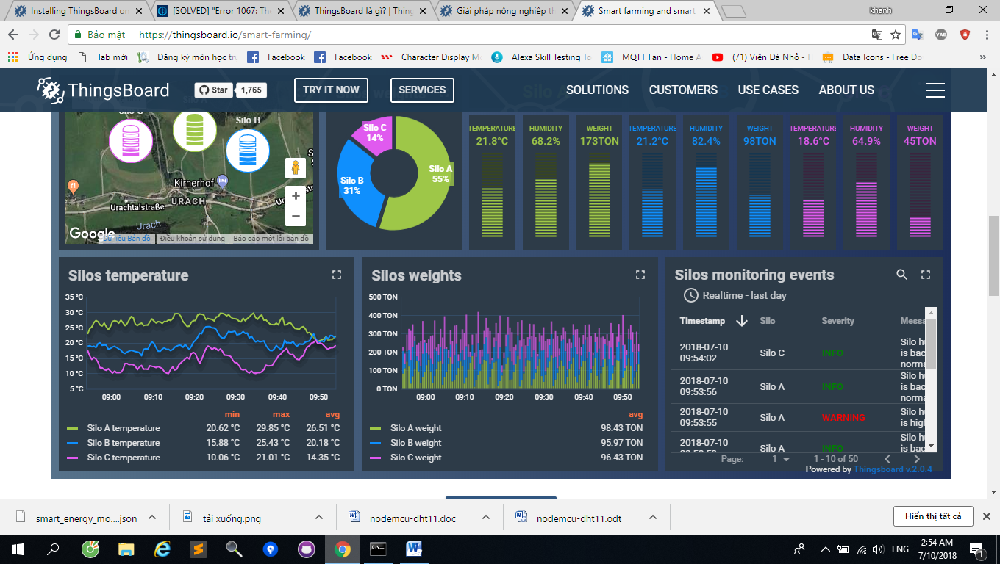 Installing ThingsBoard on
[SOLVED] "Error 1067: The
ThingsBoard là gì? | Thing
Giải pháp nông nghiệp th
Smart farming and smart
khanh
Bảo mật
https://thingsboard.io/smart-farming/
Ứng dụng
Tab mới
Đăng ký môn học trụ
Facebook
Facebook
Character Display Mo
Alexa Skill Testing To
MQTT Fan - Home A
(71) Viên Đá Nhỏ - H
Data Icons - Free Do
ThingsBoard
Star
1,765
TRY IT NOW
SERVICES
SOLUTIONS
CUSTOMERS
USE CASES
ABOUT US
Silo B
Kirnerhof
URACH
Urachtalstraße
Urach
Google
Dữ liệu Bản đồ
Điều khoản sử dụng
Báo cáo một lỗi bản đồ
Silo C
14%
Silo A
55%
Silo B
31%
TEMPERATURE
21.8°C
HUMIDITY
68.2%
WEIGHT
173TON
TEMPERATURE
21.2°C
HUMIDITY
82.4%
WEIGHT
98TON
TEMPERATURE
18.6°C
HUMIDITY
64.9%
WEIGHT
45TON
Silos temperature
35 °C
30 °C
25 °C
20 °C
15 °C
10 °C
5 °C
09:00 09:10 09:20 09:30 09:40 09:50
min max avg
Silo A temperature 20.62 °C 29.85 °C 26.51 °C
Silo B temperature 15.88 °C 25.43 °C 20.18 °C
Silo C temperature 10.06 °C 21.01 °C 14.35 °C
Silos weights
500 TON
400 TON
300 TON
200 TON
100 TON
0 TON
09:00 09:10 09:20 09:30 09:40 09:50
avg
Silo A weight 98.43 TON
Silo B weight 95.97 TON
Silo C weight 96.43 TON
Silos monitoring events
Realtime - last day
Timestamp Silo Severity Messa
2018-07-10
09:54:02
Silo C
INFO
Silo hu
is bac
norma
2018-07-10
09:53:56
Silo A
INFO
Silo hu
is bac
norma
2018-07-10
09:53:55
Silo A
WARNING
Silo hu
is high
2018-07-10
Silo A
INFO
Silo hu
is bac
Page: 1 1 - 10 of 50
Powered by Thingsboard v.2.0.4
smart_energy_mo....json
tải xuống.png
nodemcu-dht11.doc
nodemcu-dht11.odt
Hiển thị tất cả
ENG
2:54 AM
7/10/2018
1